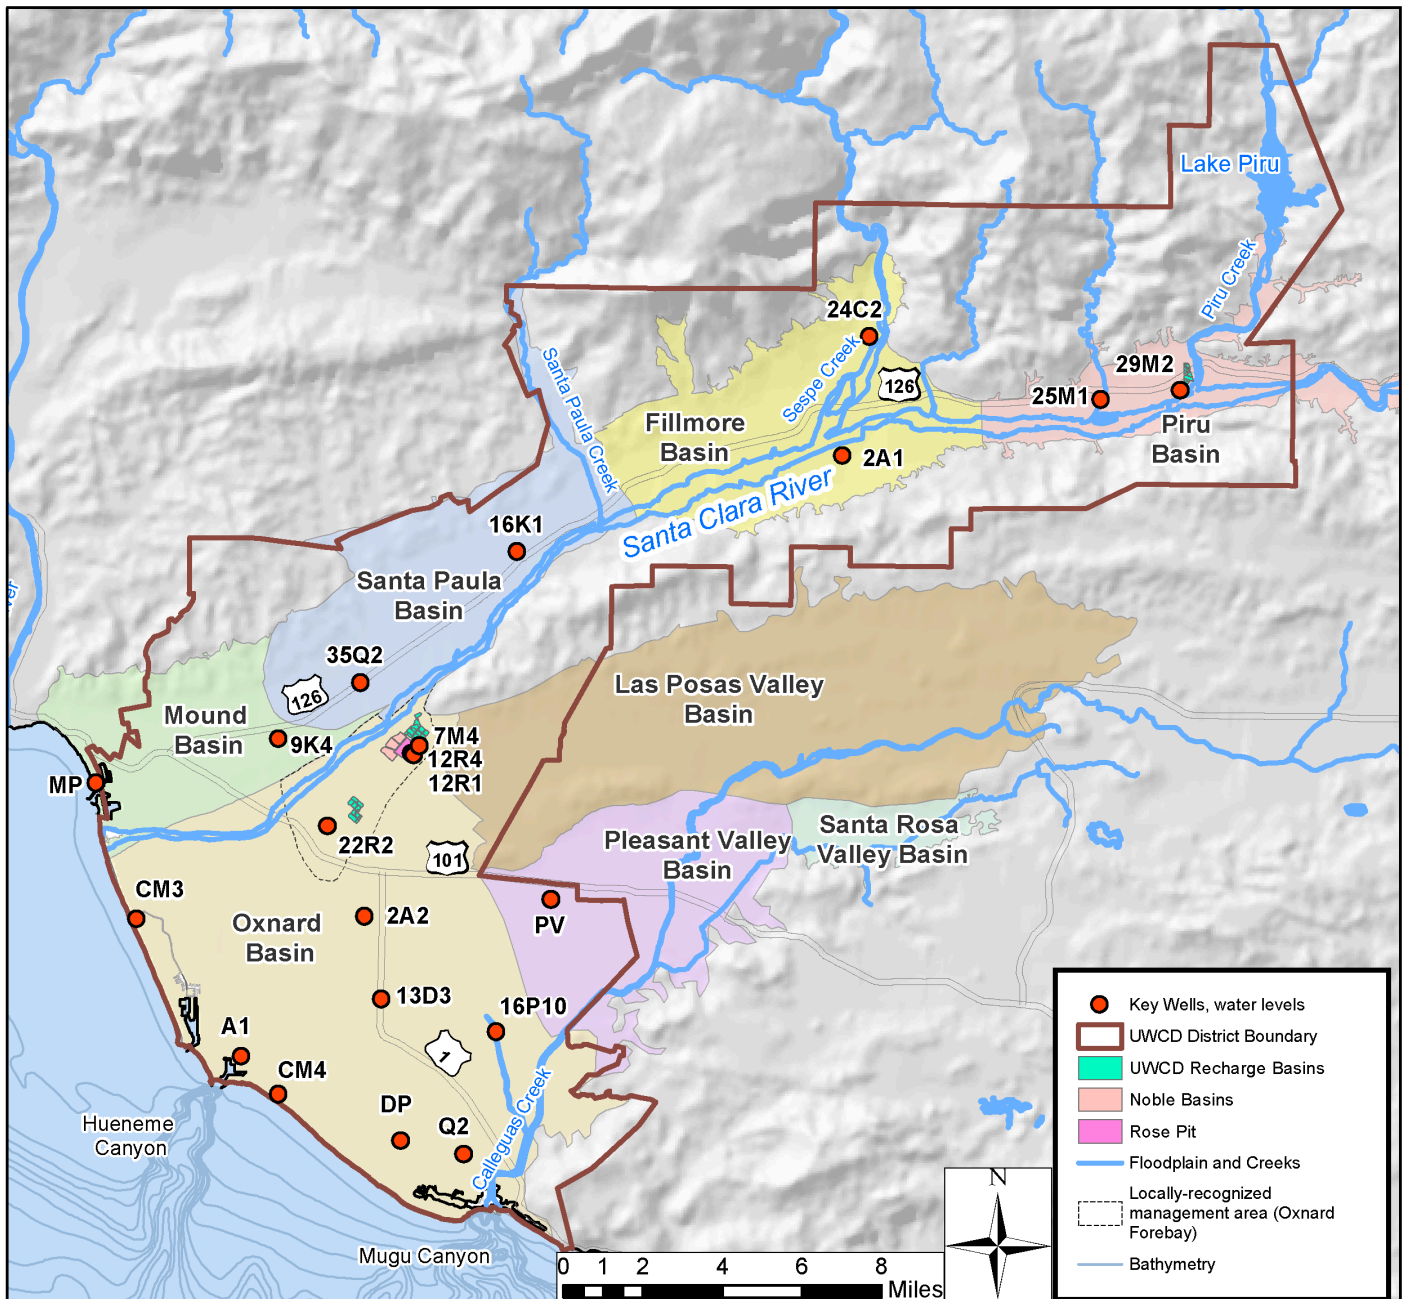 Lake Piru
Piru Creek
24C2
Sespe Creek
126
29M2
25M1
Piru
Basin
Santa Paula Creek
Fillmore
Basin
2A1
Santa Clara River
16K1
Santa Paula
Basin
35Q2
126
Las Posas Valley
Basin
Mound
Basin
9K4
7M4
12R4
12R1
MP
22R2
101
Pleasant Valley
Basin
Santa Rosa
Valley Basin
CM3
2A2
PV
Oxnard
Basin
13D3
16P10
A1
1
CM4
DP
Q2
Calleguas Creek
Hueneme
Canyon
Mugu Canyon
Key Wells, water levels
UWCD District Boundary
UWCD Recharge Basins
Noble Basins
Rose Pit
Floodplain and Creeks
Locally-recognized
management area (Oxnard
Forebay)
Bathymetry
N
0 1 2 4 6 8
Miles